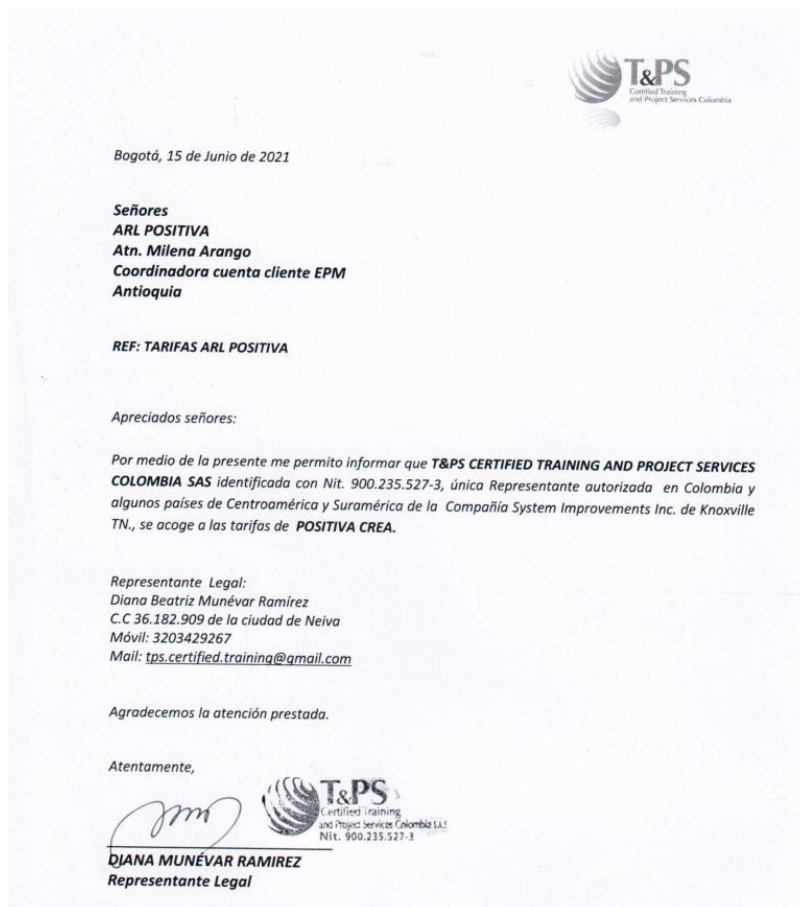 T&PS
Certified Training
and Project Services Colombia
Bogotá, 15 de Junio de 2021
Señores
ARL POSITIVA
Atn. Milena Arango
Coordinadora cuenta cliente EPM
Antioquia
REF: TARIFAS ARL POSITIVA
Apreciados señores:
Por medio de la presente me permito informar que T&PS CERTIFIED TRAINING AND PROJECT SERVICES
COLOMBIA SAS identificada con Nit. 900.235.527-3, única Representante autorizada en Colombia y
algunos países de Centroamérica y Suramérica de la Compañía System Improvements Inc. de Knoxville
TN., se acoge a las tarifas de POSITIVA CREA.
Representante Legal:
Diana Beatriz Munévar Ramírez
C.C 36.182.909 de la ciudad de Neiva
Móvil: 3203429267
Mail: tps.certified.training@gmail.com
Agradecemos la atención prestada.
Atentamente,
T&PS
Certified Training
and Project Services Colombia S.A.S
Nit. 900.235.527-3
DIANA MUNÉVAR RAMIREZ
Representante Legal